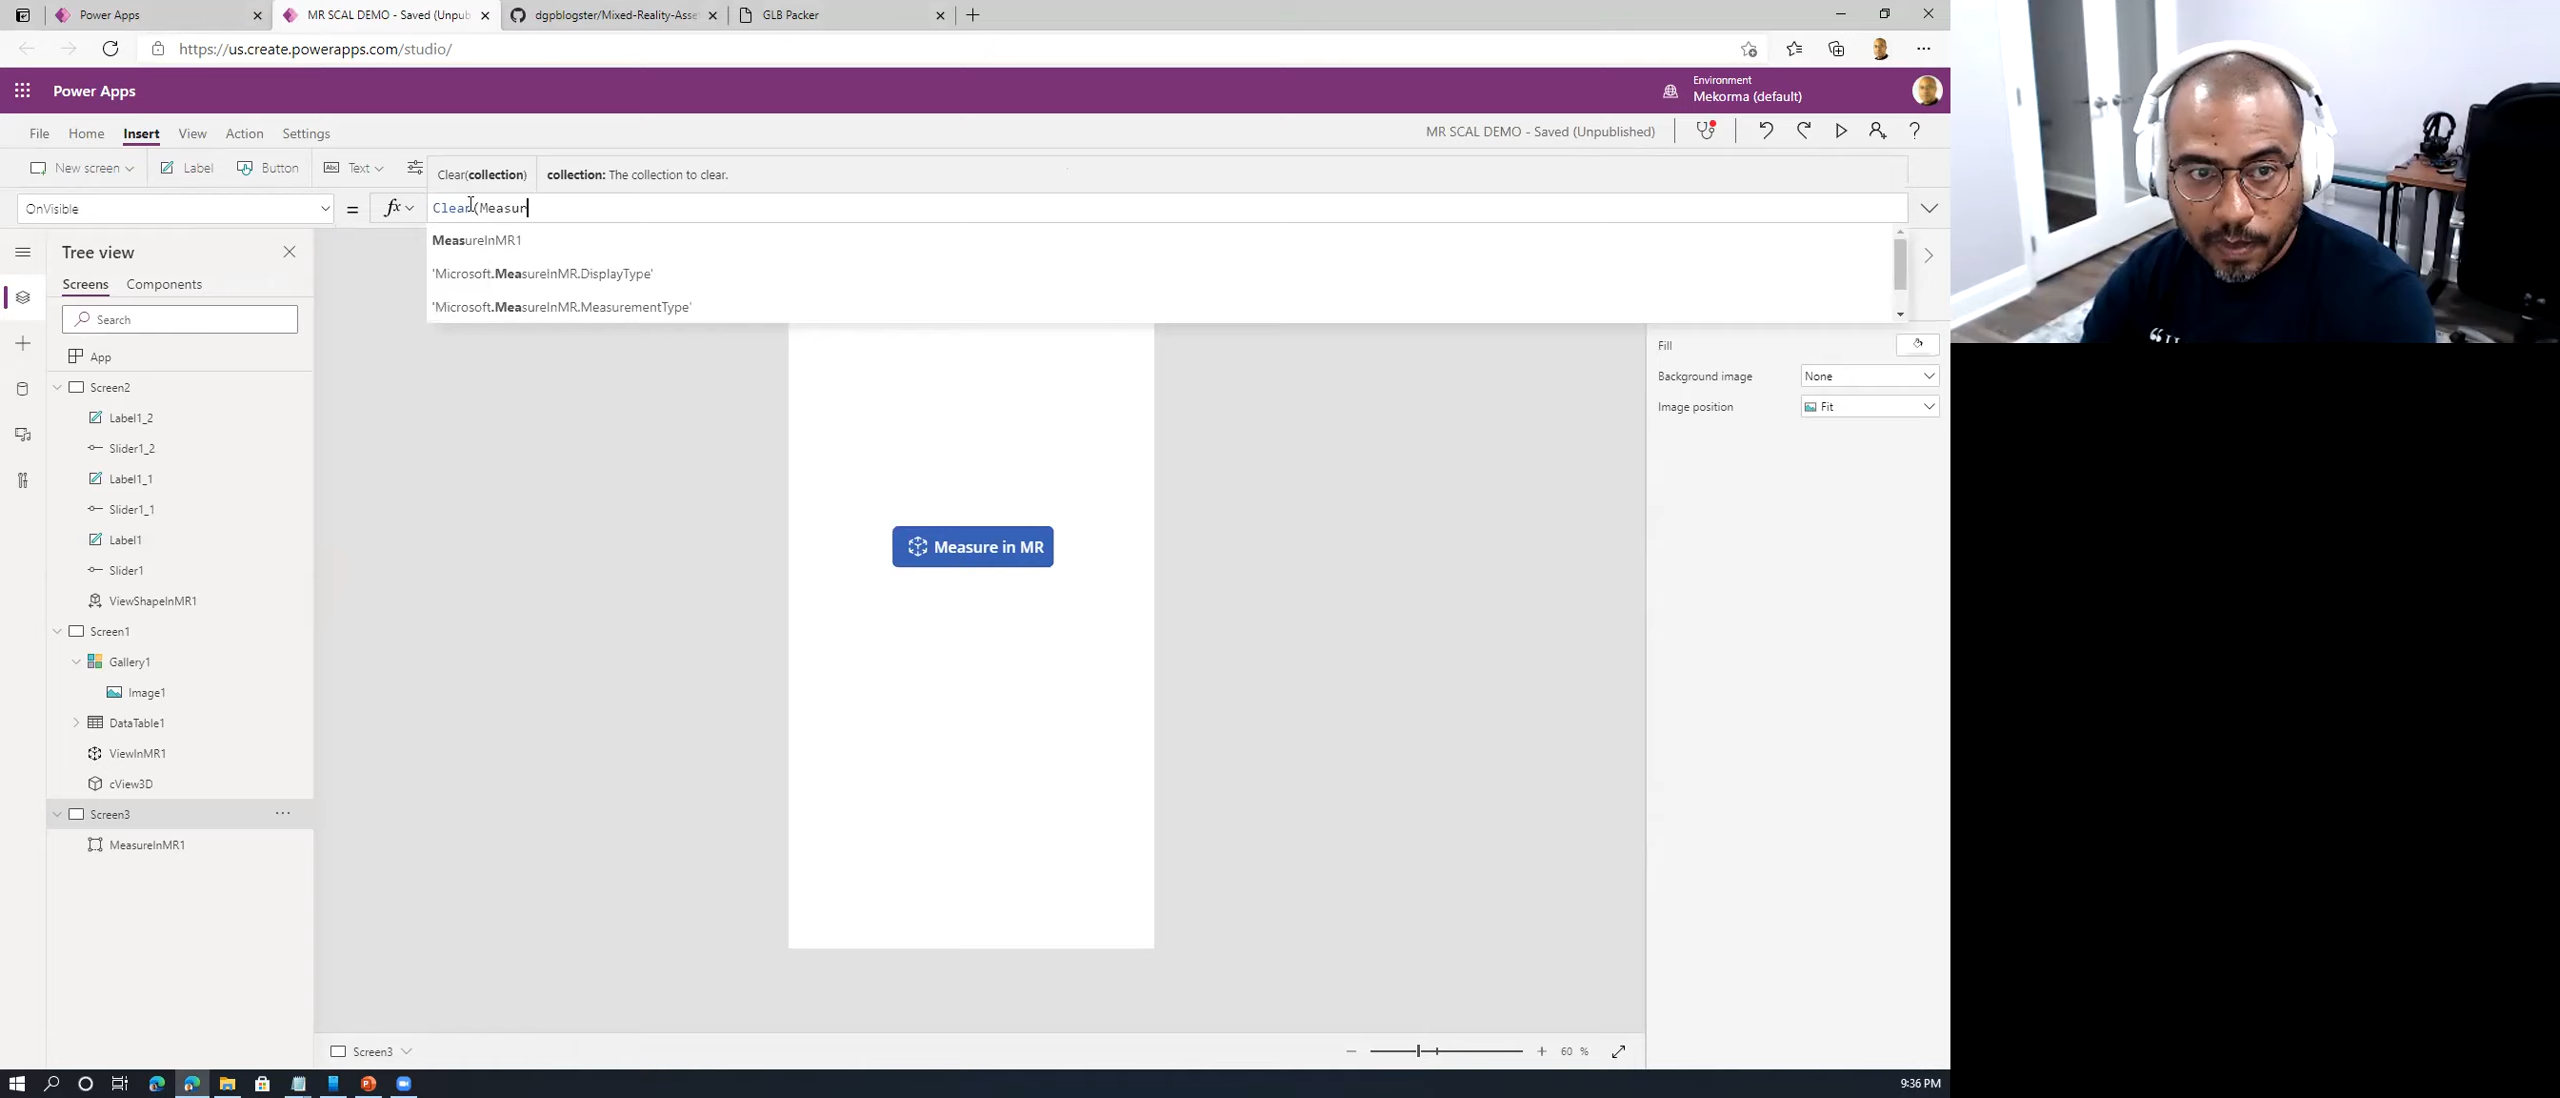 Power Apps
MR SCAL DEMO - Saved (Unpub
dgpblogster/Mixed-Reality-Asse
GLB Packer
https://us.create.powerapps.com/studio/
Power Apps
Environment
Mekorma (default)
File Home Insert View Action Settings
MR SCAL DEMO - Saved (Unpublished)
New screen Label Button Abc Text
Clear(collection) collection: The collection to clear.
OnVisible = fx Clear(Measur
MeasureInMR1
'Microsoft.MeasureInMR.DisplayType'
'Microsoft.MeasureInMR.MeasurementType'
Tree view
Screens Components
Search
App
Screen2
Label1_2
Slider1_2
Label1_1
Slider1_1
Label1
Slider1
ViewShapeInMR1
Screen1
Gallery1
Image1
DataTable1
ViewInMR1
cView3D
Screen3
MeasureInMR1
Measure in MR
Fill
Background image None
Image position Fit
Screen3
60 %
9:36 PM